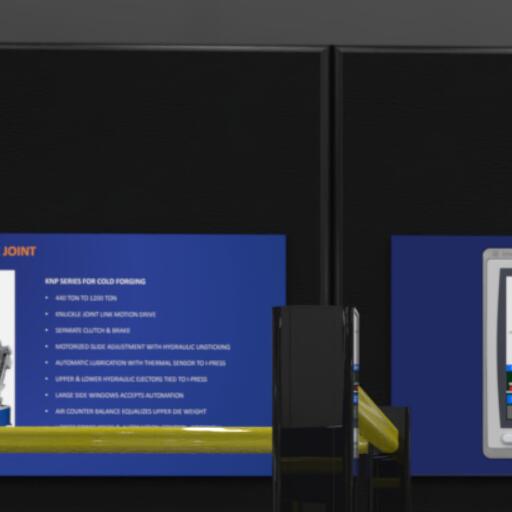 JOINT
KNP SERIES FOR COLD FORGING
• 440 TON TO 1200 TON
• KNUCKLE JOINT LINK MOTION DRIVE
• SEPARATE CLUTCH & BRAKE
• MOTORIZED SLIDE ADJUSTMENT WITH HYDRAULIC UNSTICKING
• AUTOMATIC LUBRICATION WITH THERMAL SENSOR TO I-PRESS
• UPPER & LOWER HYDRAULIC EJECTORS TIED TO I-PRESS
• LARGE SIDE WINDOWS ACCEPTS AUTOMATION
• AIR COUNTER BALANCE EQUALIZES UPPER DIE WEIGHT